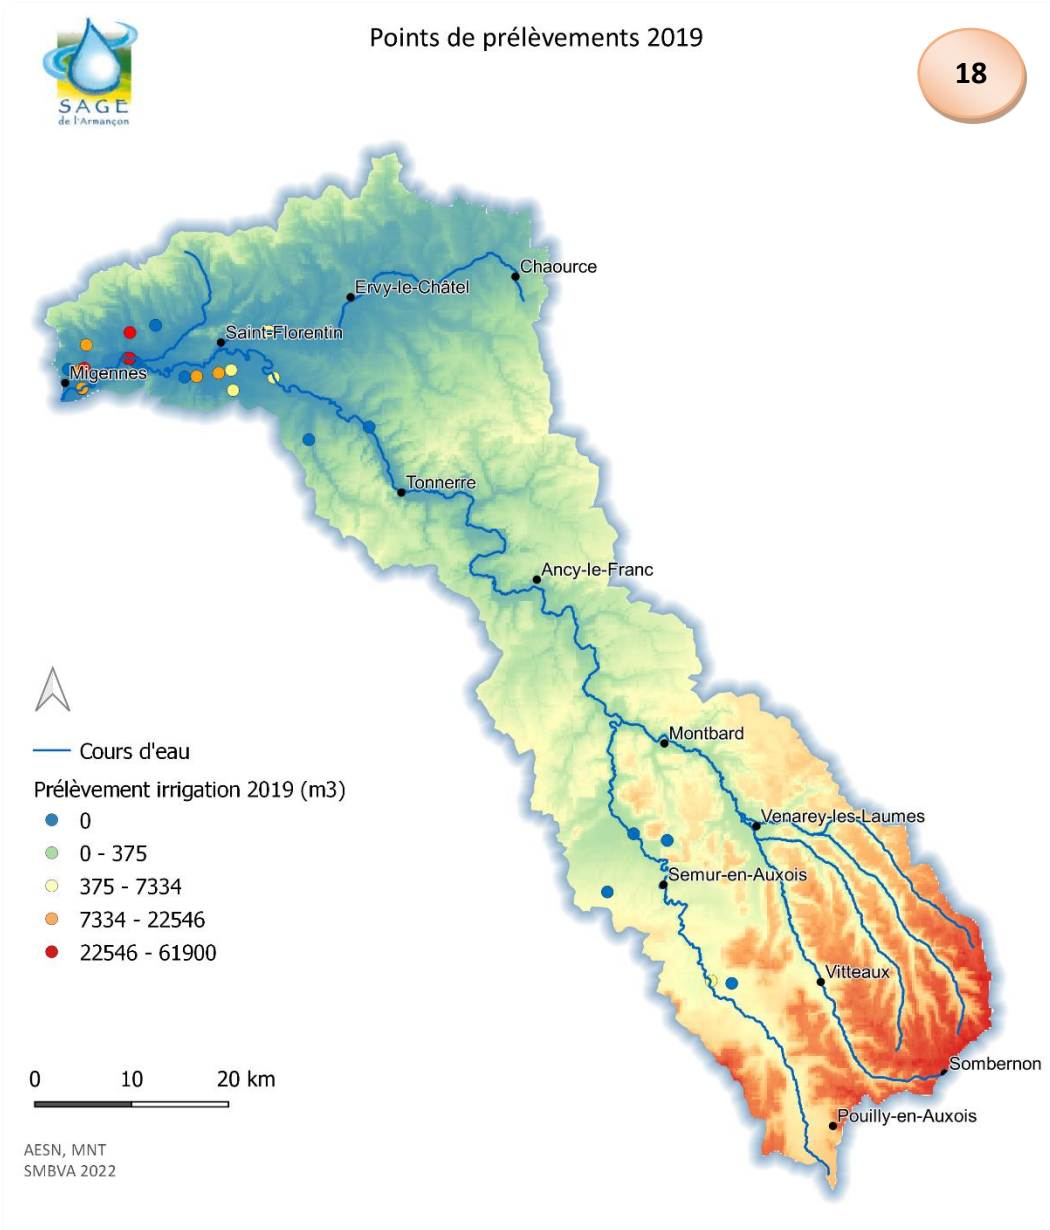 Points de prélèvements 2019
18
SAGE
de l'Armançon
Chaource
Ervy-le-Châtel
Saint-Florentin
Migennes
Tonnerre
Ancy-le-Franc
Montbard
Venarey-les-Laumes
Semur-en-Auxois
Vitteaux
Sombernon
Pouilly-en-Auxois
Cours d'eau
Prélèvement irrigation 2019 (m3)
0
0 - 375
375 - 7334
7334 - 22546
22546 - 61900
0 10 20 km
AESN, MNT
SMBVA 2022